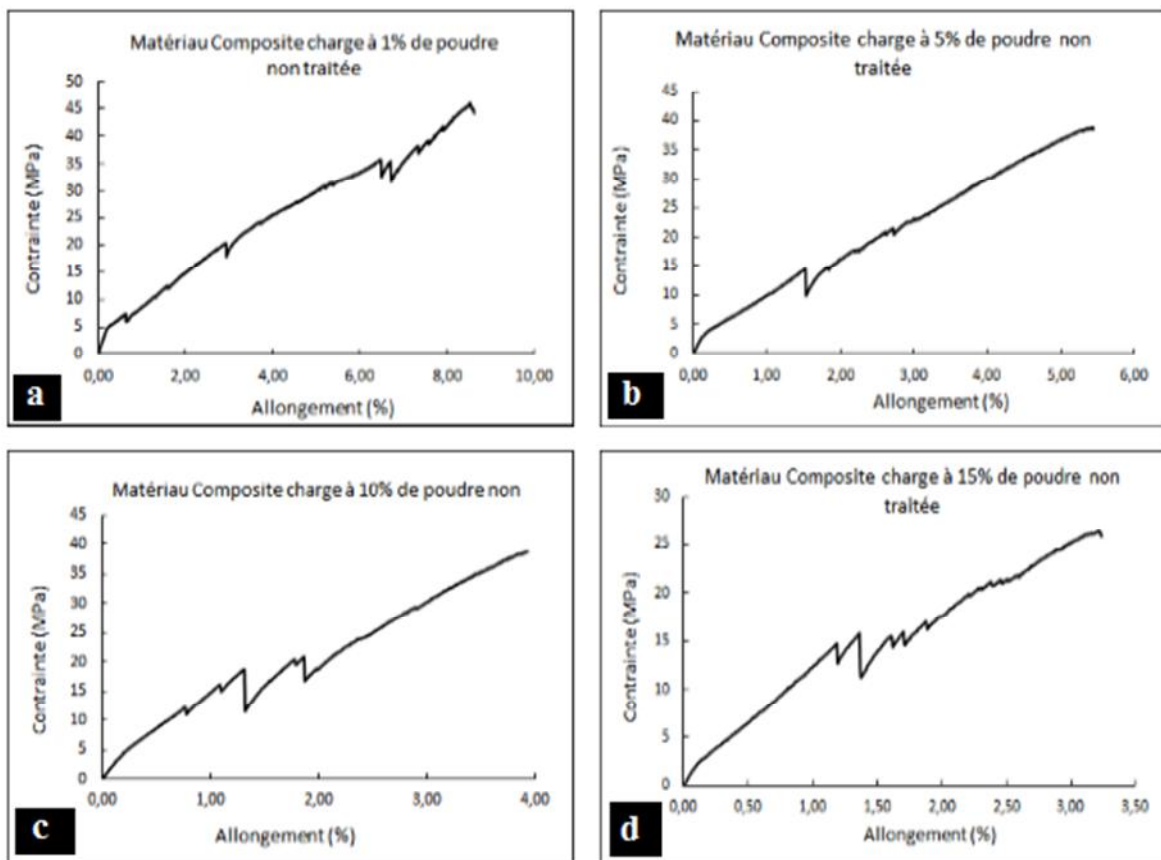 Matériau Composite charge à 1% de poudre
non traitée
Contrainte (MPa)
50
45
40
35
30
25
20
15
10
5
0
0,00 2,00 4,00 6,00 8,00 10,00
Allongement (%)
a
Matériau Composite charge à 5% de poudre non
traitée
Contrainte (MPa)
45
40
35
30
25
20
15
10
5
0
0,00 1,00 2,00 3,00 4,00 5,00 6,00
Allongement (%)
b
Matériau Composite charge à 10% de poudre non
Contrainte (MPa)
45
40
35
30
25
20
15
10
5
0
0,00 1,00 2,00 3,00 4,00
Allongement (%)
c
Matériau Composite charge à 15% de poudre non
traîtée
Contrainte (MPa)
30
25
20
15
10
5
0
0,00 0,50 1,00 1,50 2,00 2,50 3,00 3,50
Allongement (%)
d